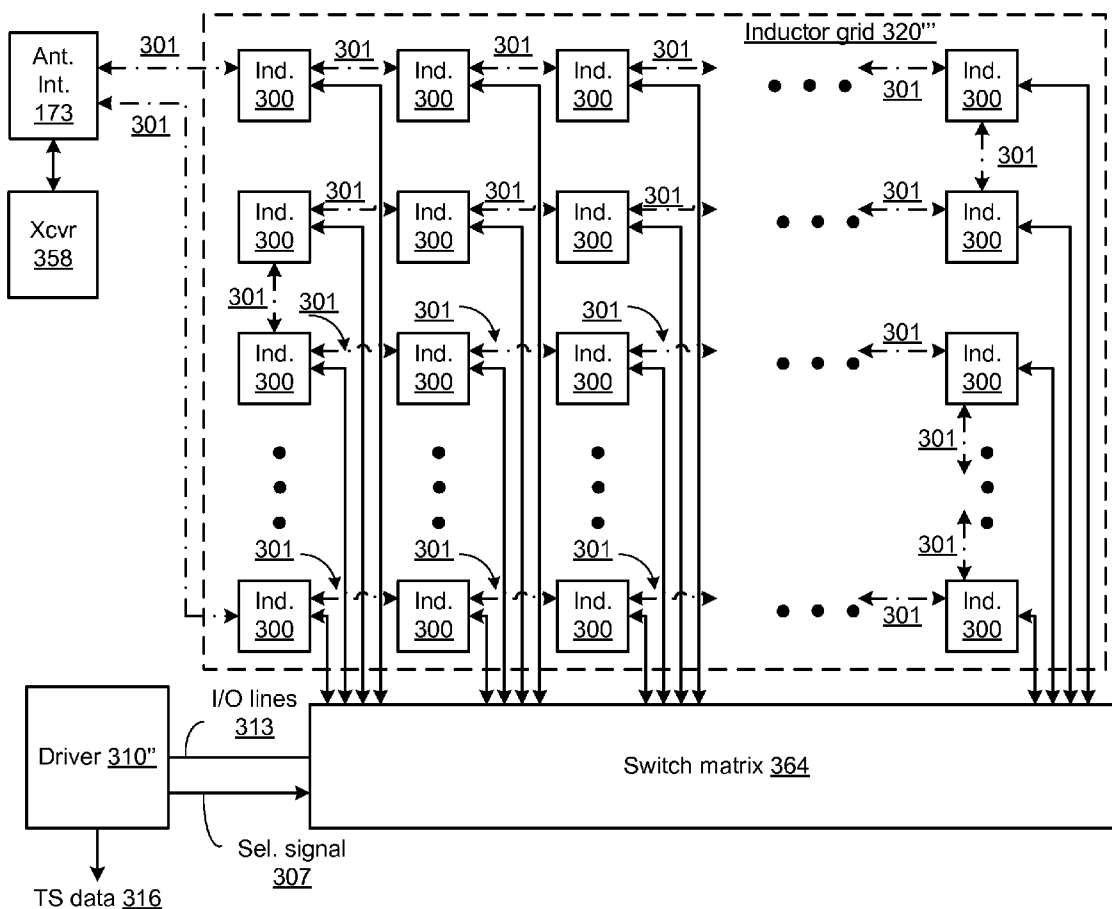 Inductor grid 320'''
Ant.
Int.
173
301
301
Xcvr
358
301
301
301
301
Ind.
300
Ind.
300
Ind.
300
Ind.
300
301
301
301
301
301
Ind.
300
Ind.
300
Ind.
300
Ind.
300
301
301
301
301
301
Ind.
300
Ind.
300
Ind.
300
Ind.
300
301
301
301
301
301
301
Ind.
300
Ind.
300
Ind.
300
Ind.
300
I/O lines
313
Driver 310"
Switch matrix 364
Sel. signal
307
TS data 316